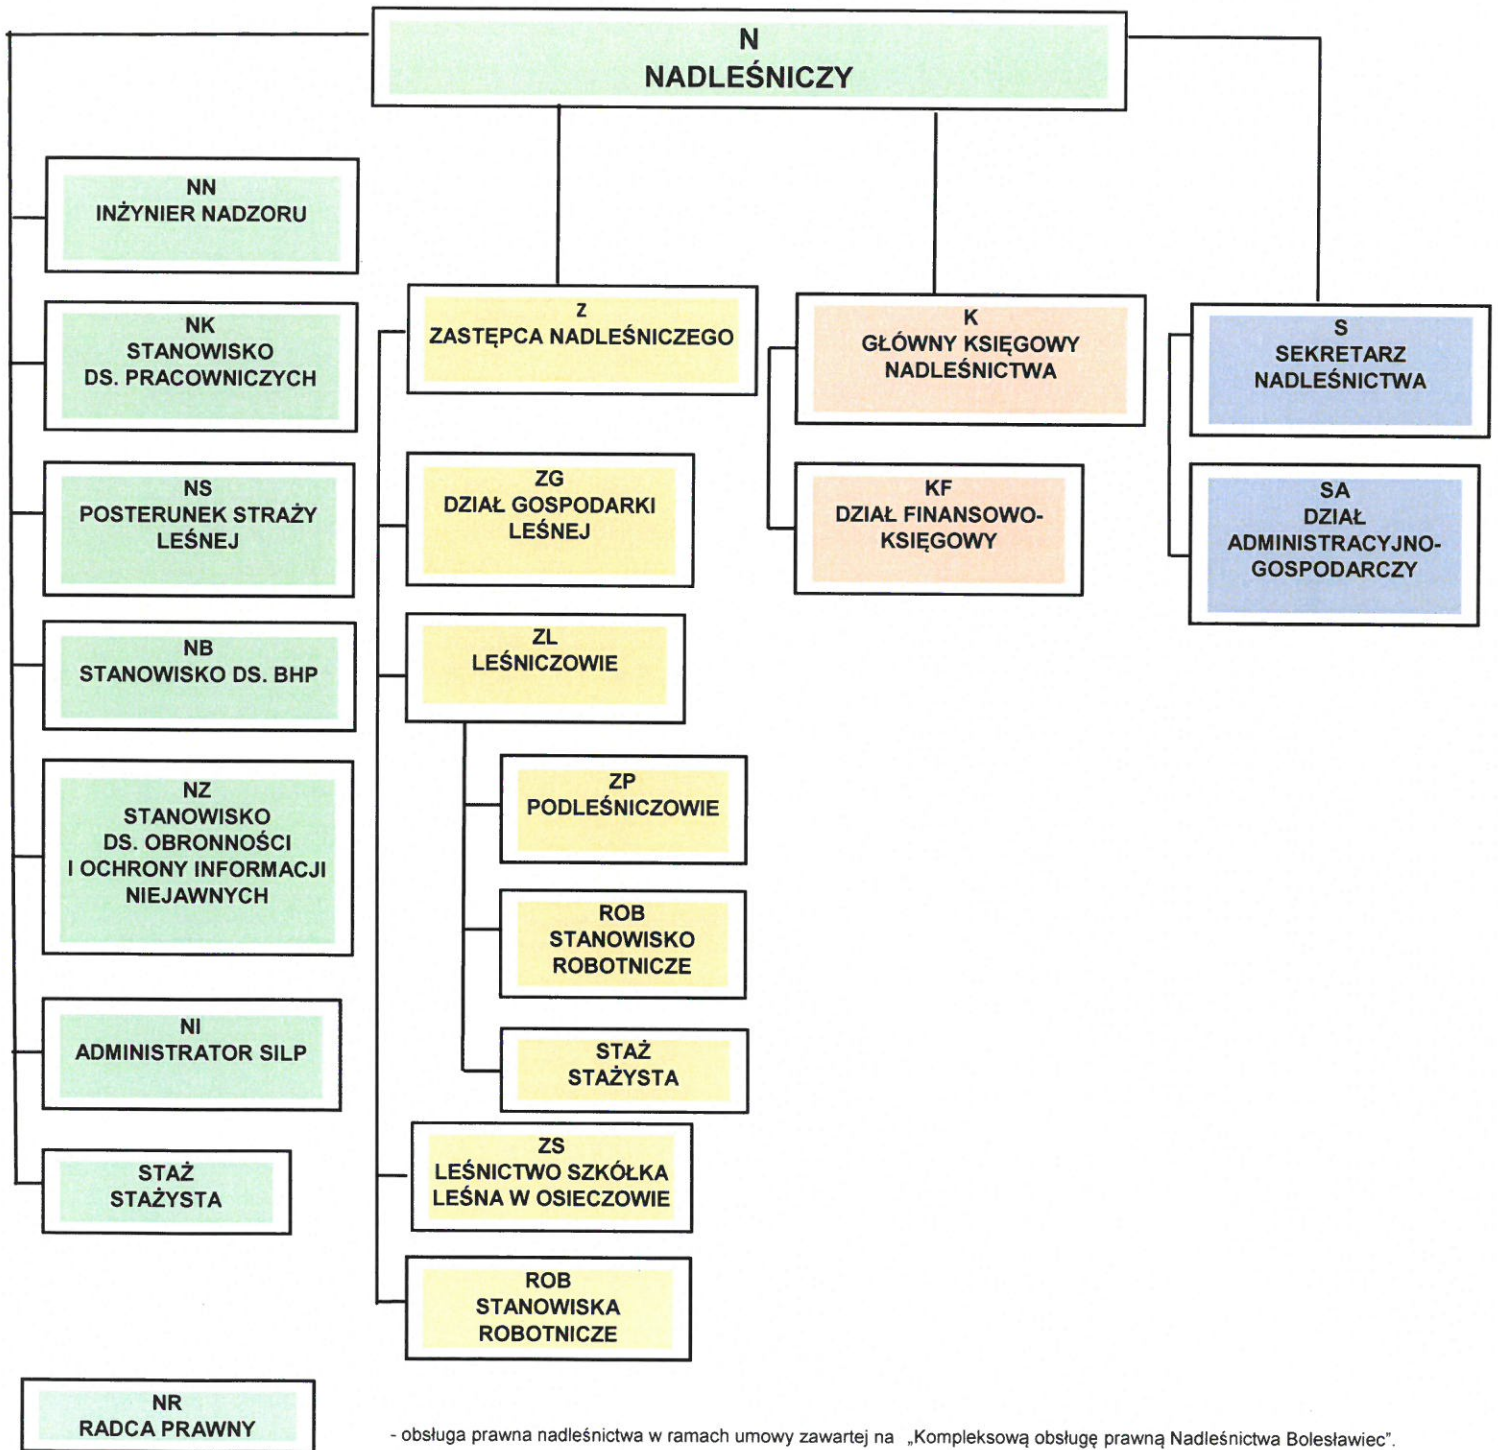 N
NADLEŚNICZY
NN
INŻYNIER NADZORU
NK
STANOWISKO
DS. PRACOWNICZYCH
NS
POSTERUNEK STRAŻY
LEŚNEJ
NB
STANOWISKO DS. BHP
NZ
STANOWISKO
DS. OBRONNOŚCI
I OCHRONY INFORMACJI
NIEJAWNYCH
NI
ADMINISTRATOR SILP
STAŻ
STAŻYSTA
Z
ZASTĘPCA NADLEŚNICZEGO
ZG
DZIAŁ GOSPODARKI
LEŚNEJ
ZL
LEŚNICZOWIE
ZP
PODLEŚNICZOWIE
ROB
STANOWISKO
ROBOTNICZE
STAŻ
STAŻYSTA
ZS
LEŚNICTWO SZKÓŁKA
LEŚNA W OSIECZOWIE
ROB
STANOWISKA
ROBOTNICZE
K
GŁÓWNY KSIĘGOWY
NADLEŚNICTWA
KF
DZIAŁ FINANSOWO-
KSIĘGOWY
S
SEKRETARZ
NADLEŚNICTWA
SA
DZIAŁ
ADMINISTRACYJNO-
GOSPODARCZY
NR
RADCA PRAWNY
- obsługa prawna nadleśnictwa w ramach umowy zawartej na „Kompleksową obsługę prawną Nadleśnictwa Bolesławiec".